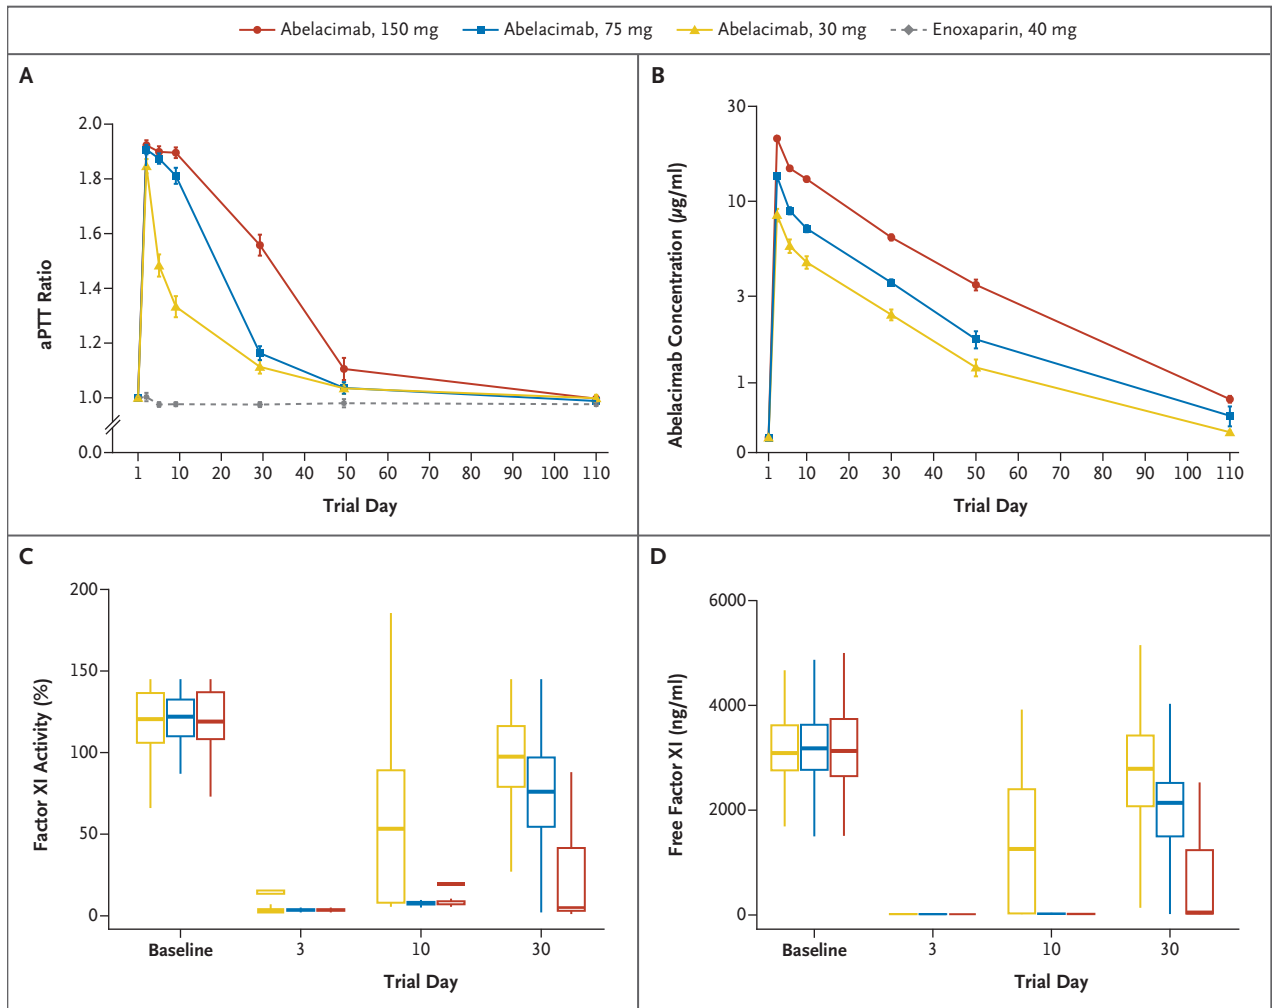 Abelacimab, 150 mg Abelacimab, 75 mg Abelacimab, 30 mg Enoxaparin, 40 mg
A
aPTT Ratio
2.0
1.8
1.6
1.4
1.2
1.0
0.0
1 10 20 30 40 50 60 70 80 90 100 110
Trial Day
B
Abelacimab Concentration (µg/ml)
30
10
3
1
0
1 10 20 30 40 50 60 70 80 90 100 110
Trial Day
C
Factor XI Activity (%)
200
150
100
50
0
Baseline 3 10 30
Trial Day
D
Free Factor XI (ng/ml)
6000
4000
2000
0
Baseline 3 10 30
Trial Day